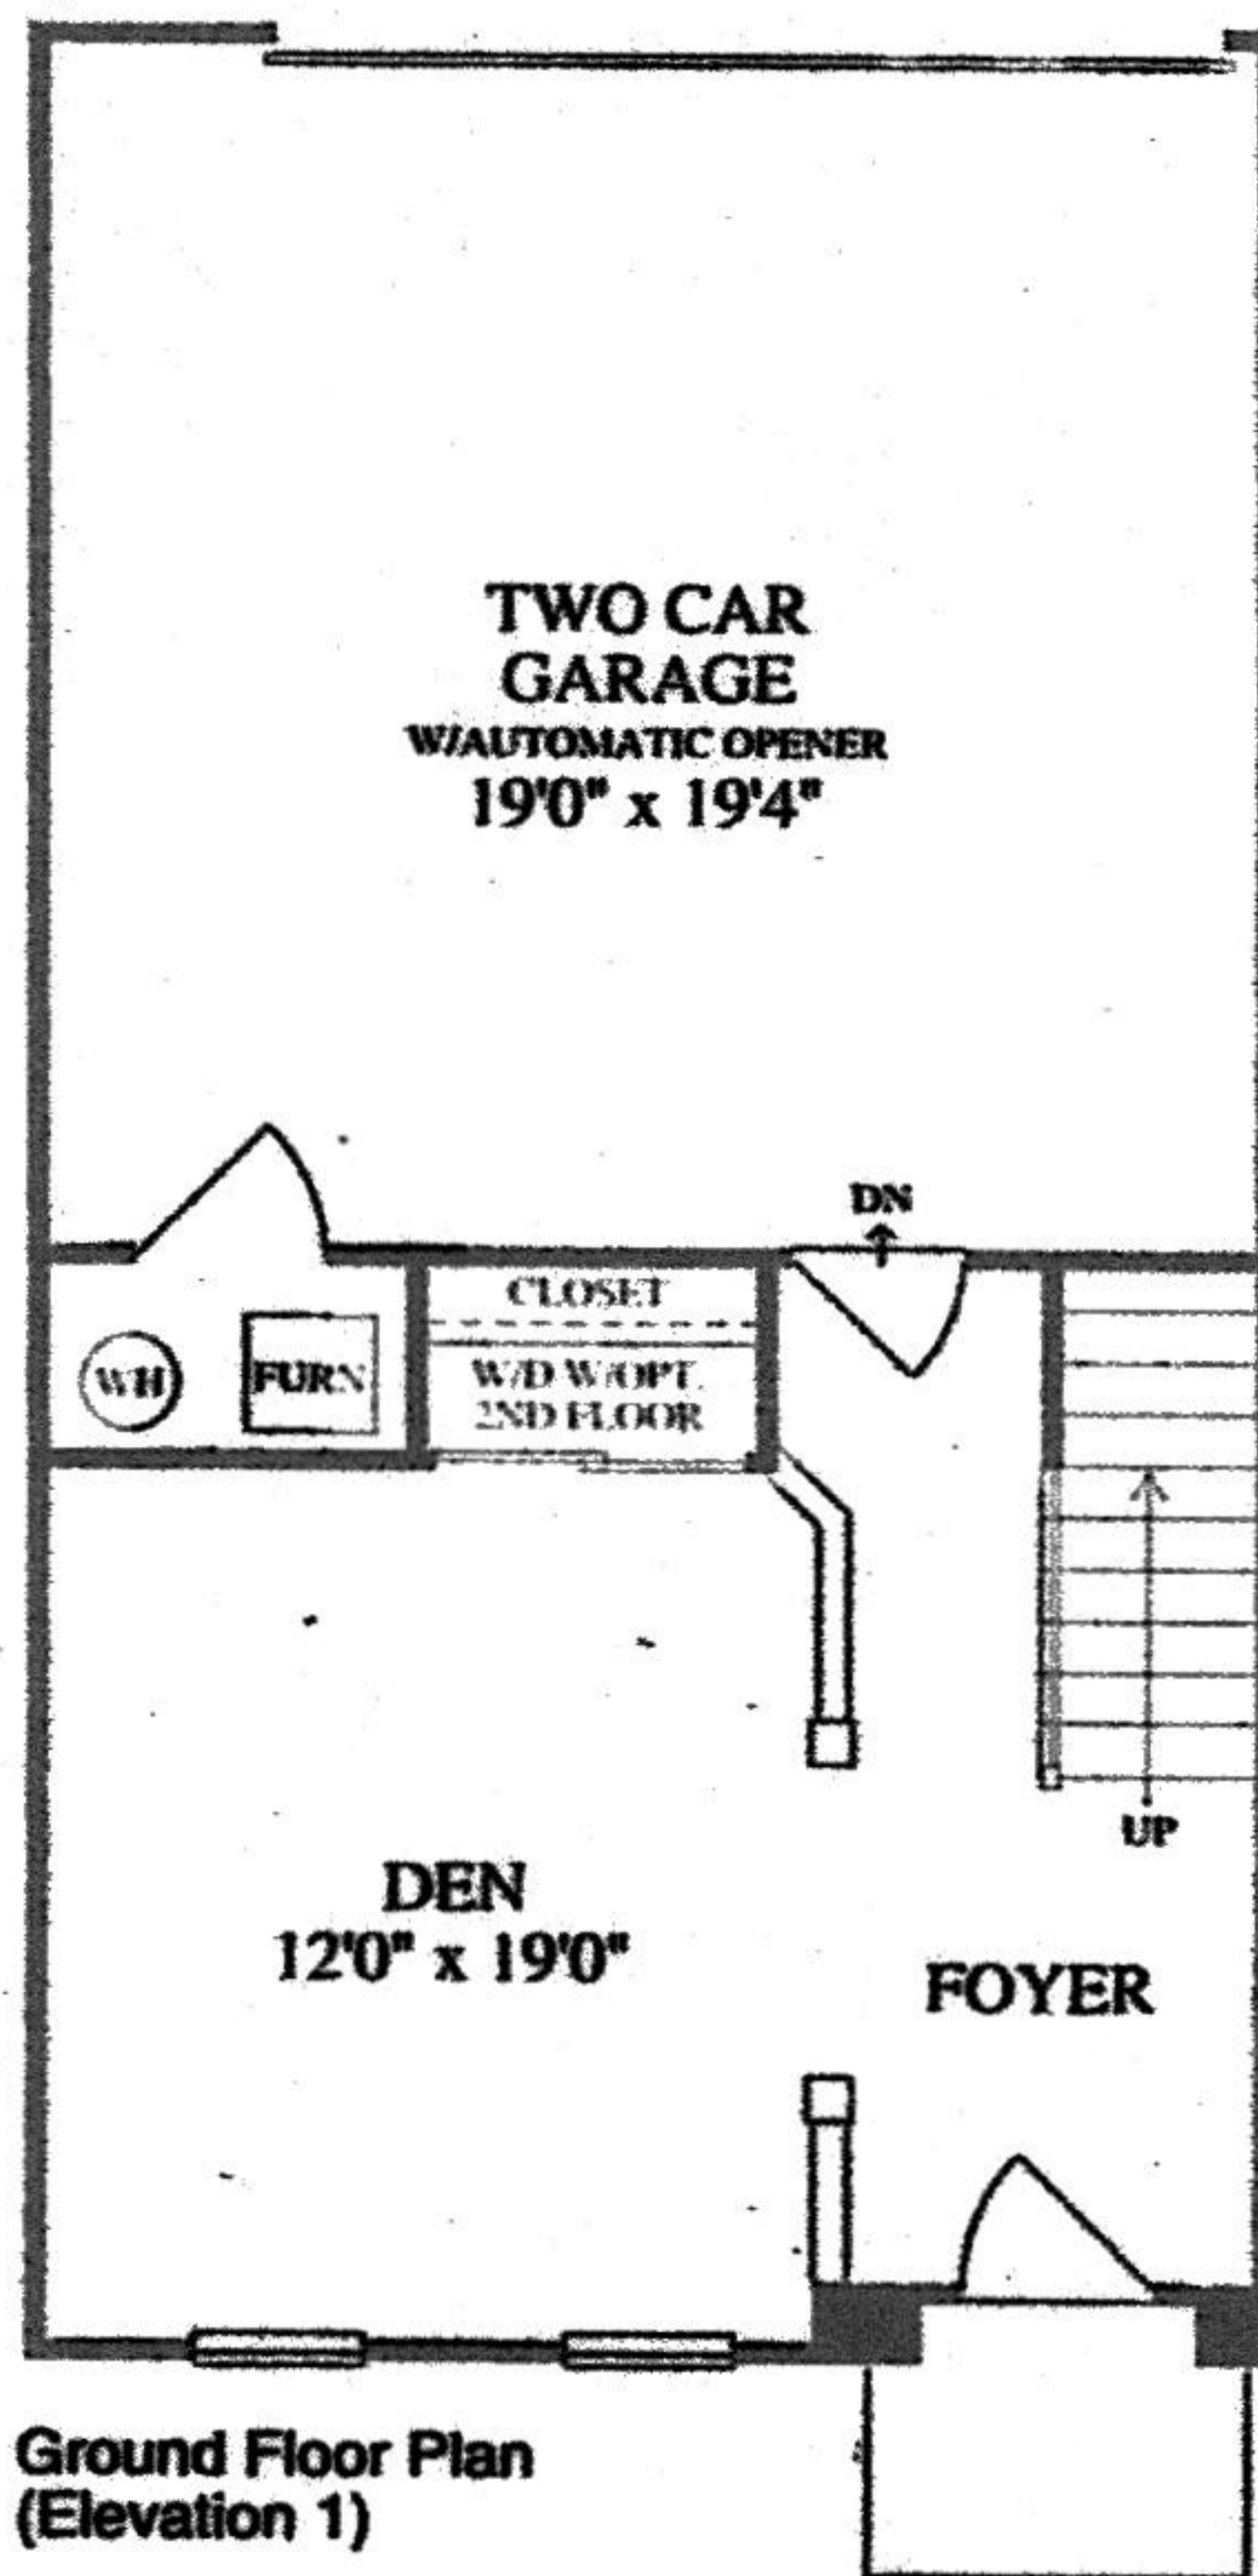 TWO CAR
GARAGE
W/AUTOMATIC OPENER
19'0" x 19'4"
DN
CLOSET
WH
FURN
W/D W/OPT.
2ND FLOOR
UP
DEN
12'0" x 19'0"
FOYER
Ground Floor Plan
(Elevation 1)